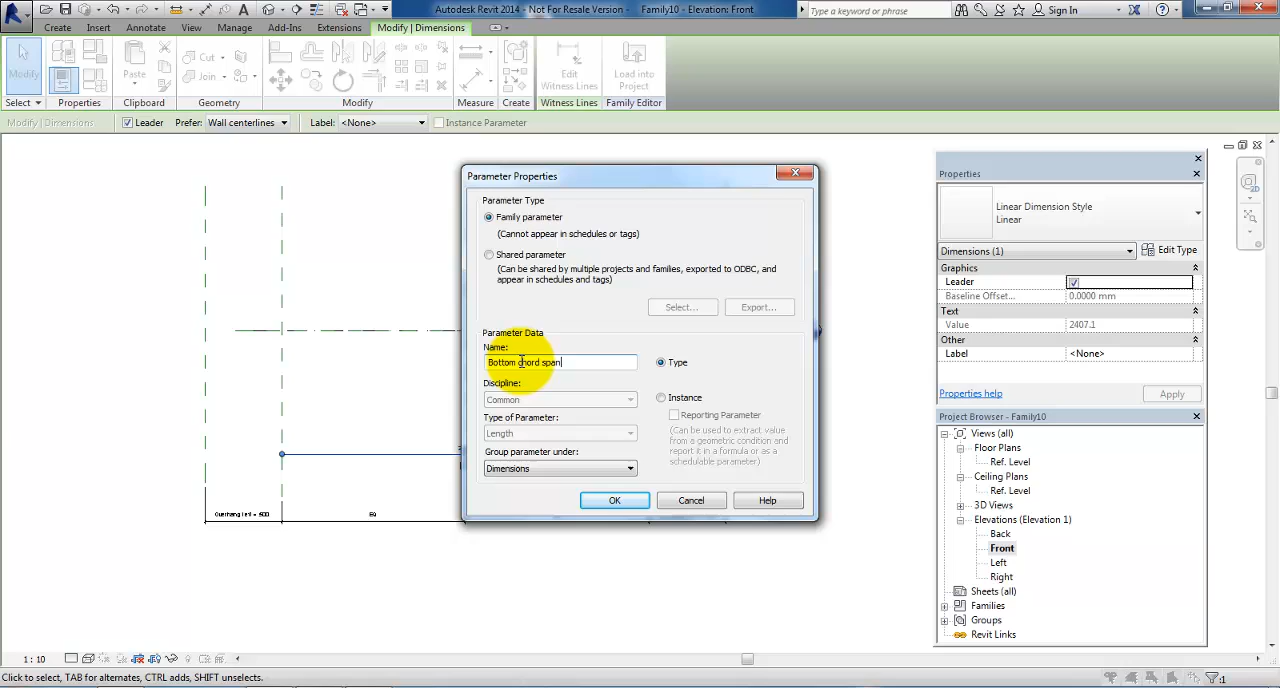 Autodesk Revit 2014 - Not For Resale Version - Family10 - Elevation: Front
Type a keyword or phrase
Sign In
Create Insert Annotate View Manage Add-Ins Extensions Modify | Dimensions
Modify
Paste
Cut
Join
Edit
Witness Lines
Load into
Project
Select Properties Clipboard Geometry Modify Measure Create Witness Lines Family Editor
Modify | Dimensions
Leader
Prefer:
Wall centerlines
Label:
<None>
Instance Parameter
Parameter Properties
Parameter Type
Family parameter
(Cannot appear in schedules or tags)
Shared parameter
(Can be shared by multiple projects and families, exported to ODBC, and
appear in schedules and tags)
Select...
Export...
Parameter Data
Name:
Bottom chord span
Type
Discipline:
Common
Instance
Type of Parameter:
Length
Reporting Parameter
(Can be used to extract value
from a geometric condition and
report it in a formula or as a
schedulable parameter)
Group parameter under:
Dimensions
OK
Cancel
Help
EQ
Properties
Linear Dimension Style
Linear
Dimensions (1)
Edit Type
Graphics
Leader
Baseline Offset...
0.0000 mm
Text
Value
2407.1
Other
Label
<None>
Properties help
Apply
Project Browser - Family10
Views (all)
Floor Plans
Ref. Level
Ceiling Plans
Ref. Level
3D Views
Elevations (Elevation 1)
Back
Front
Left
Right
Sheets (all)
Families
Groups
Revit Links
1 : 10
Click to select, TAB for alternates, CTRL adds, SHIFT unselects.
:1